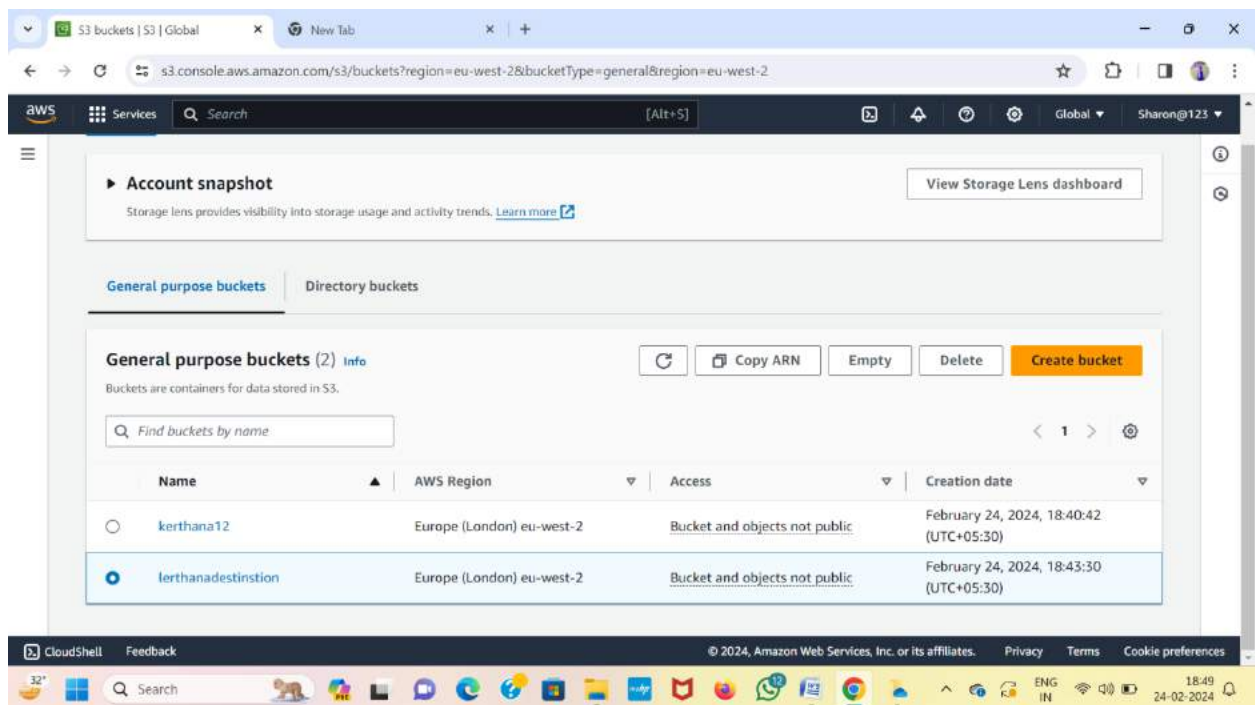 S3 buckets | S3 | Global
New Tab
s3.console.aws.amazon.com/s3/buckets?region=eu-west-2&bucketType=general&region=eu-west-2
aws Services Search [Alt+S] Global Sharon@123
Account snapshot View Storage Lens dashboard
Storage lens provides visibility into storage usage and activity trends. Learn more
General purpose buckets Directory buckets
General purpose buckets (2) Info Copy ARN Empty Delete Create bucket
Buckets are containers for data stored in S3.
Find buckets by name 1
Name AWS Region Access Creation date
kerthana12 Europe (London) eu-west-2 Bucket and objects not public February 24, 2024, 18:40:42
(UTC+05:30)
lerthanadestinstion Europe (London) eu-west-2 Bucket and objects not public February 24, 2024, 18:43:30
(UTC+05:30)
CloudShell Feedback © 2024, Amazon Web Services, Inc. or its affiliates. Privacy Terms Cookie preferences
32° Search ENG 18:49
IN 24-02-2024